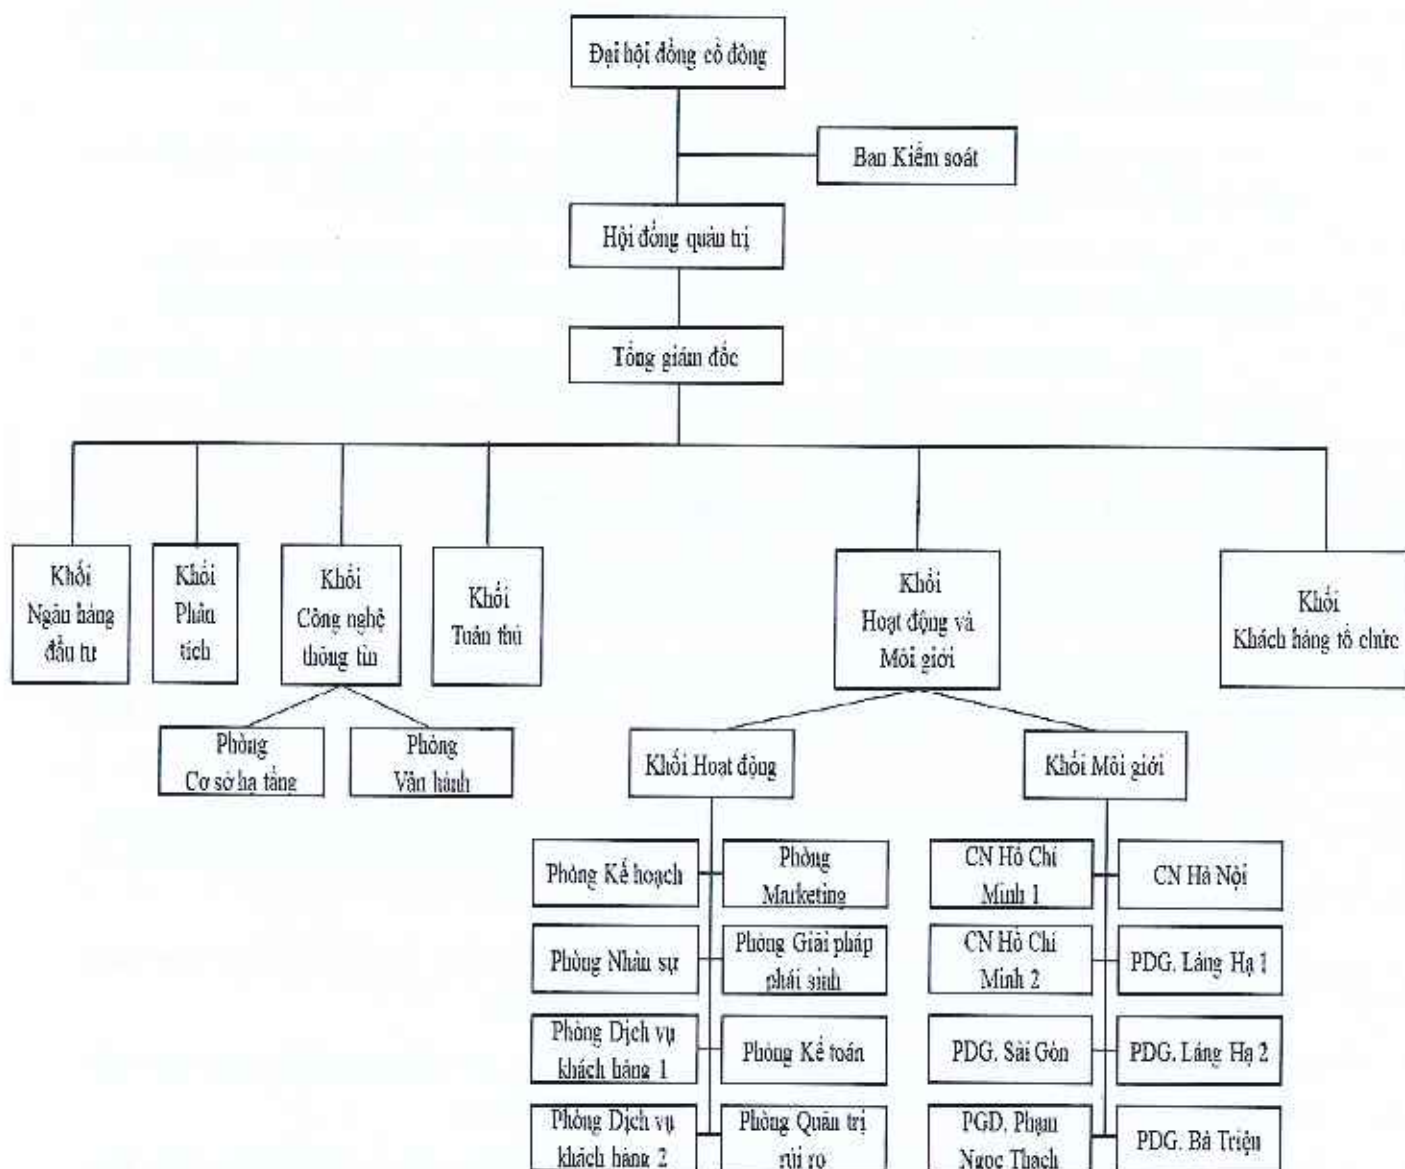 Đại hội đồng cổ đông
Ban Kiểm soát
Hội đồng quản trị
Tổng giám đốc
Khối
Ngân hàng
đầu tư
Khối
Phân
tích
Khối
Công nghệ
thông tin
Khối
Tuân thủ
Khối
Hoạt động và
Môi giới
Khối
Khách hàng tổ chức
Phòng
Cơ sở hạ tầng
Phòng
Vân hành
Khối Hoạt động
Khối Môi giới
Phòng Kế hoạch
Phòng
Marketing
CN Hồ Chí
Minh 1
CN Hà Nội
Phòng Nhân sự
Phòng Giải pháp
phái sinh
CN Hồ Chí
Minh 2
PDG. Láng Hạ 1
Phòng Dịch vụ
khách hàng 1
Phòng Kế toán
PDG. Sài Gòn
PDG. Láng Hạ 2
Phòng Dịch vụ
khách hàng 2
Phòng Quản trị
rủi ro
PGD. Phạm
Ngọc Thạch
PDG. Bà Triệu